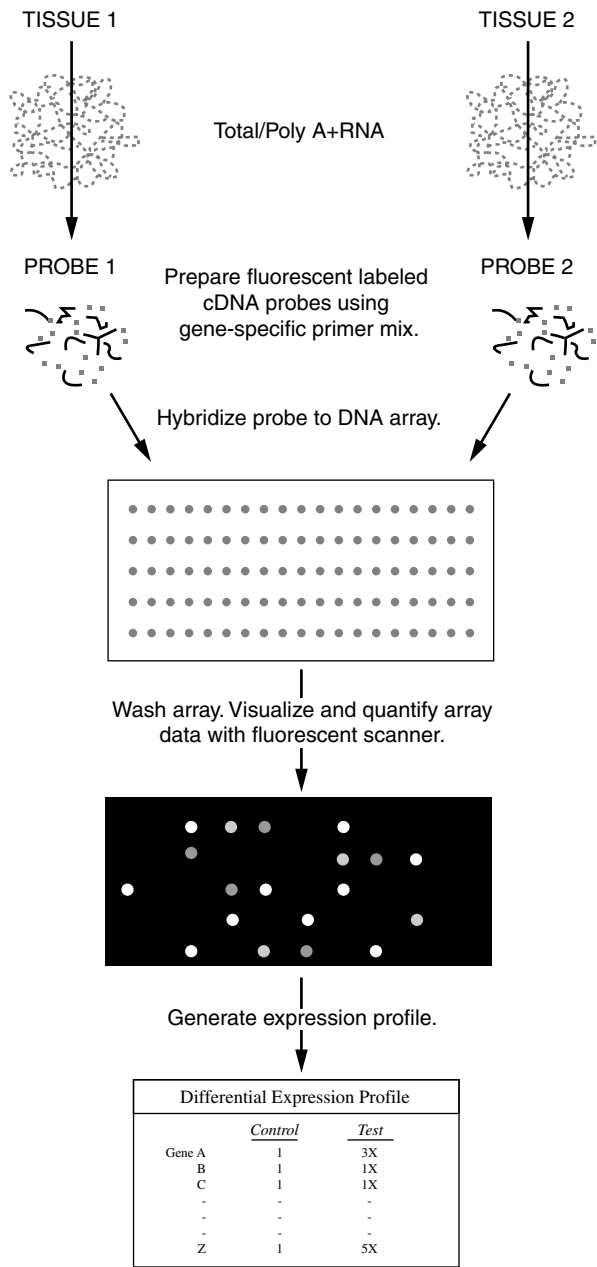 TISSUE 1
TISSUE 2
Total/Poly A+RNA
PROBE 1
PROBE 2
Prepare fluorescent labeled
cDNA probes using
gene-specific primer mix.
Hybridize probe to DNA array.
Wash array. Visualize and quantify array
data with fluorescent scanner.
Generate expression profile.
Differential Expression Profile
Control Test
Gene A 1 3X
B 1 1X
C 1 1X
- - -
- - -
- - -
Z 1 5X